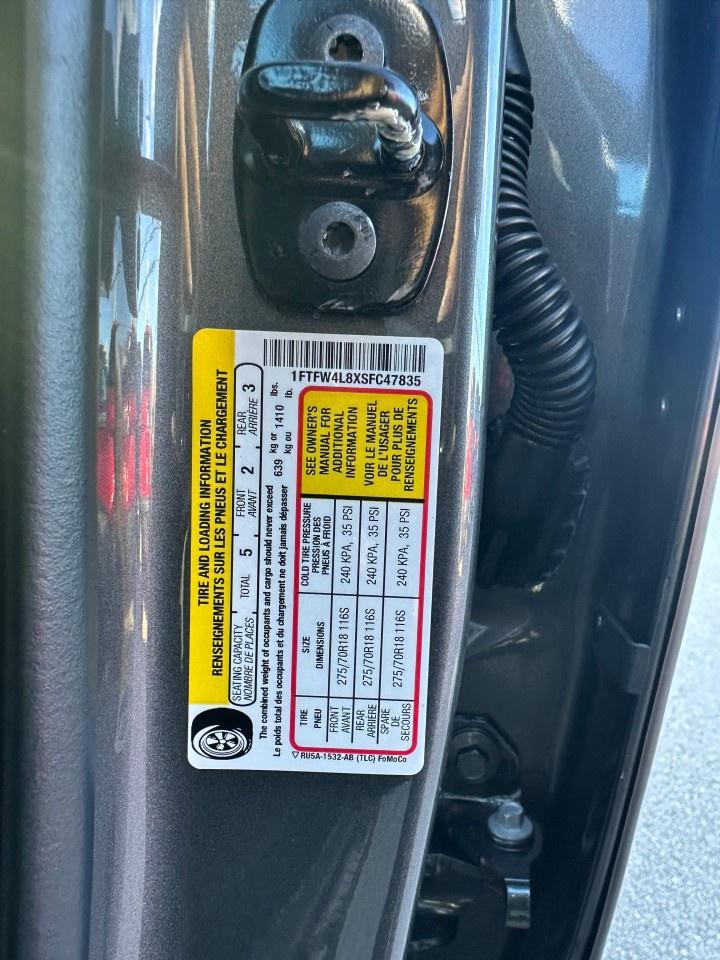 TIRE AND LOADING INFORMATION
RENSEIGNEMENTS SUR LES PNEUS ET LE CHARGEMENT
SEATING CAPACITY TOTAL 5 FRONT 2 REAR 3
NOMBRE DE PLACES AVANT ARRIÈRE
The combined weight of occupants and cargo should never exceed 639 kg or 1410 lbs.
Le poids total des occupants et du chargement ne doit jamais dépasser kg ou lb.
1FTFW4L8XSFC47835
TIRE SIZE COLD TIRE PRESSURE
PNEU DIMENSIONS PRESSION DES
PNEUS À FROID
FRONT
AVANT 275/70R18 116S 240 KPA, 35 PSI
REAR
ARRIÈRE 275/70R18 116S 240 KPA, 35 PSI
SPARE
DE
SECOURS 275/70R18 116S 240 KPA, 35 PSI
SEE OWNER'S
MANUAL FOR
ADDITIONAL
INFORMATION
VOIR LE MANUEL
DE L'USAGER
POUR PLUS DE
RENSEIGNEMENTS
RU5A-1532-AB (TLC) FoMoCo